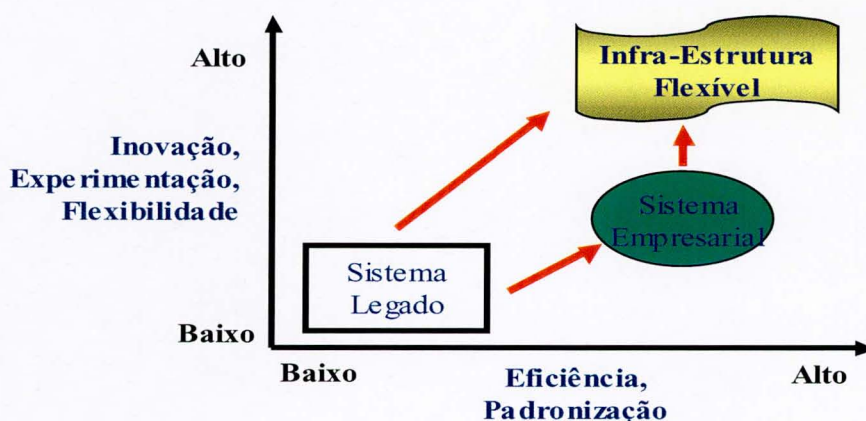 Alto
Infra-Estrutura
Flexível
Inovação,
Experimentação,
Flexibilidade
Sistema
Empresarial
Sistema
Legado
Baixo
Baixo
Eficiência,
Padronização
Alto